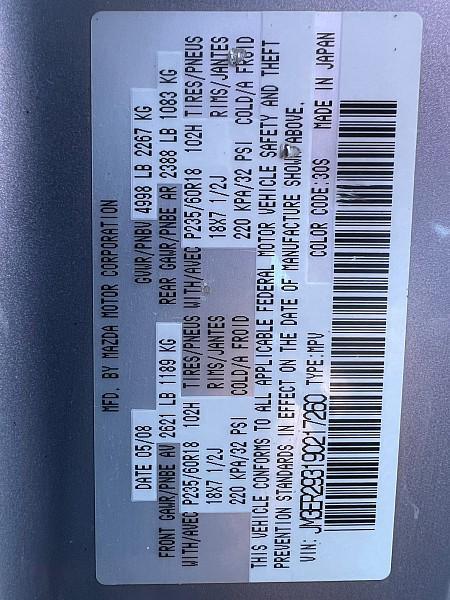 MFD. BY MAZDA MOTOR CORPORATION
DATE 05/08 GVWR/PNBV 4998 LB 2267 KG
FRONT GAWR/PNBE AV 2621 LB 1189 KG REAR GAWR/PNBE AR 2388 LB 1083 KG
WITH/AVEC P235/60R18 102H TIRES/PNEUS WITH/AVEC P235/60R18 102H TIRES/PNEUS
18X7 1/2J RIMS/JANTES 18X7 1/2J RIMS/JANTES
220 KPA/32 PSI COLD/A FROID 220 KPA/32 PSI COLD/A FROID
THIS VEHICLE CONFORMS TO ALL APPLICABLE FEDERAL MOTOR VEHICLE SAFETY AND THEFT
PREVENTION STANDARDS IN EFFECT ON THE DATE OF MANUFACTURE SHOWN ABOVE.
VIN: JM3ER293190217260 TYPE:MPV COLOR CODE:30S MADE IN JAPAN